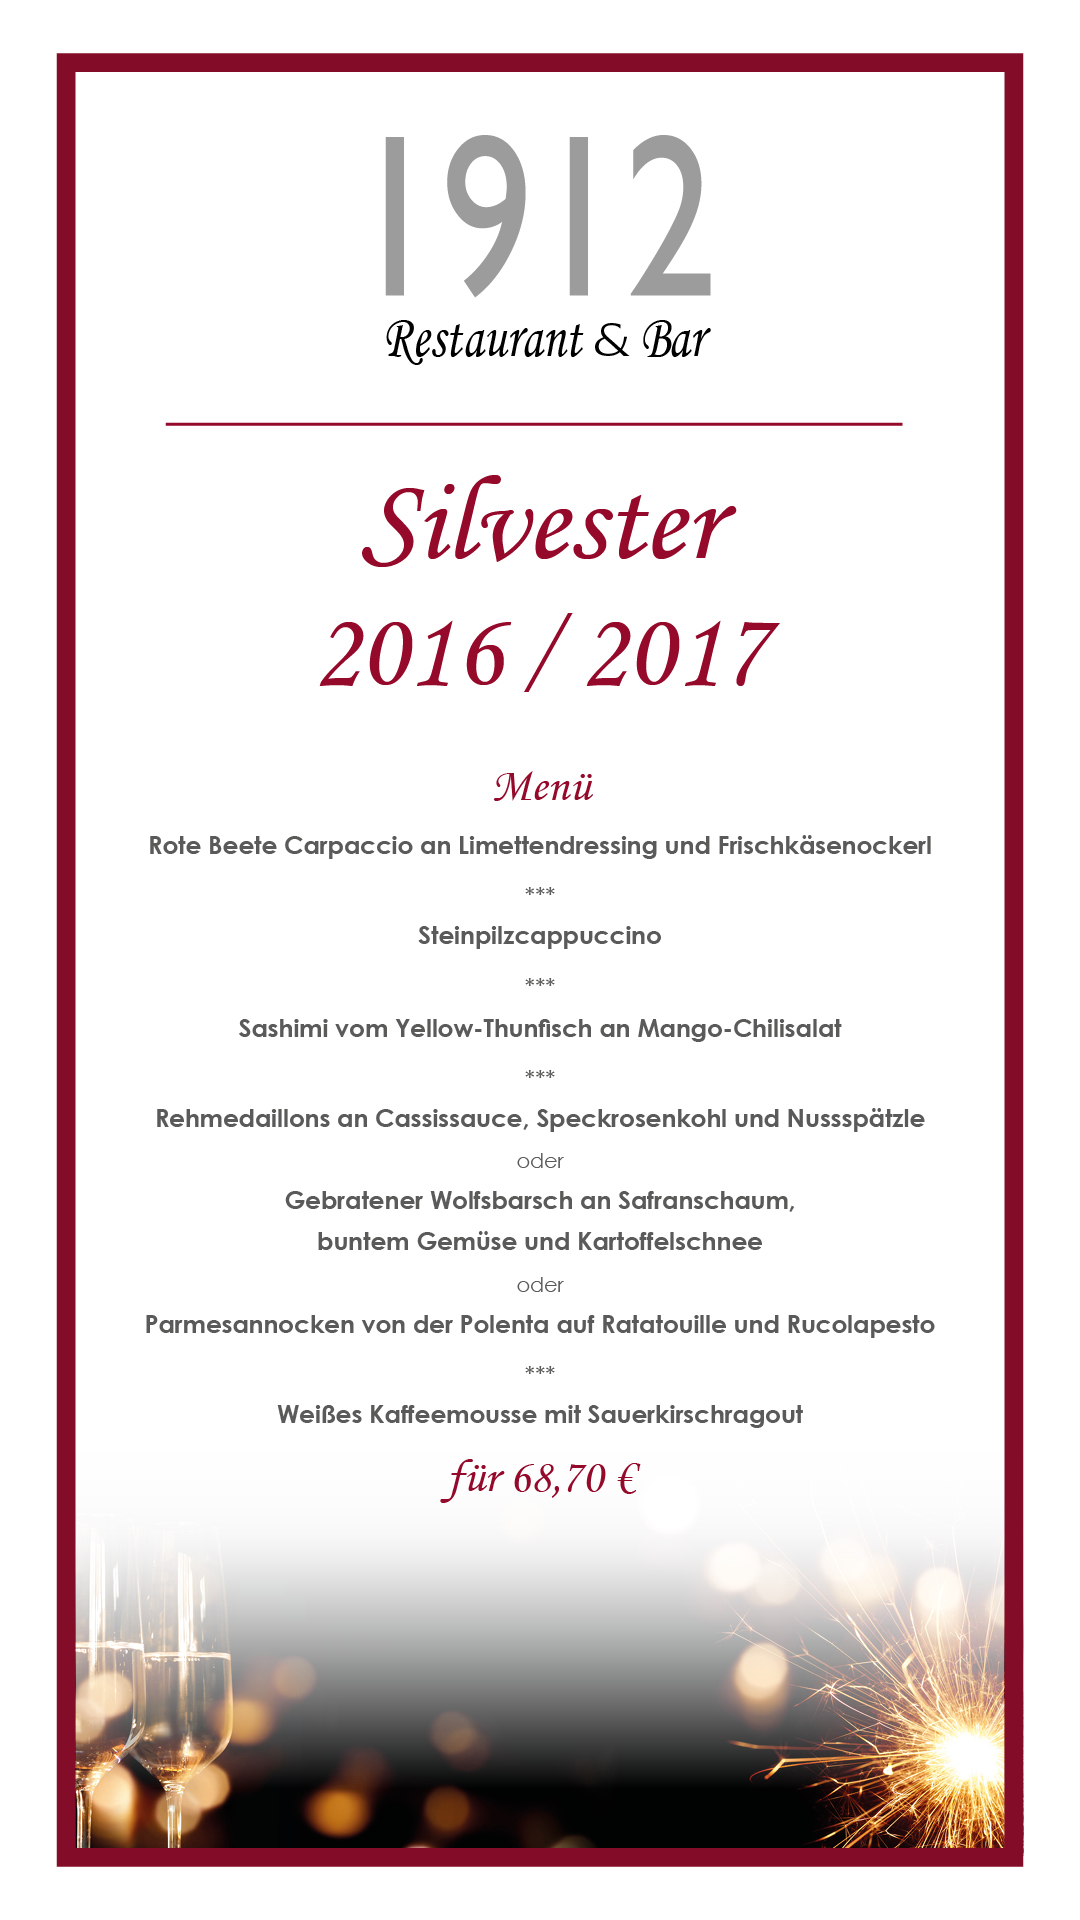 1912
Restaurant & Bar
Silvester
2016 / 2017
Menü
Rote Beete Carpaccio an Limettendressing und Frischkäsenockerl
***
Steinpilzcappuccino
***
Sashimi vom Yellow-Thunfisch an Mango-Chilisalat
***
Rehmedaillons an Cassissauce, Speckrosenkohl und Nussspätzle
oder
Gebratener Wolfsbarsch an Safranschaum,
buntem Gemüse und Kartoffelschnee
oder
Parmesannocken von der Polenta auf Ratatouille und Rucolapesto
***
Weißes Kaffeemousse mit Sauerkirschragout
für 68,70 €